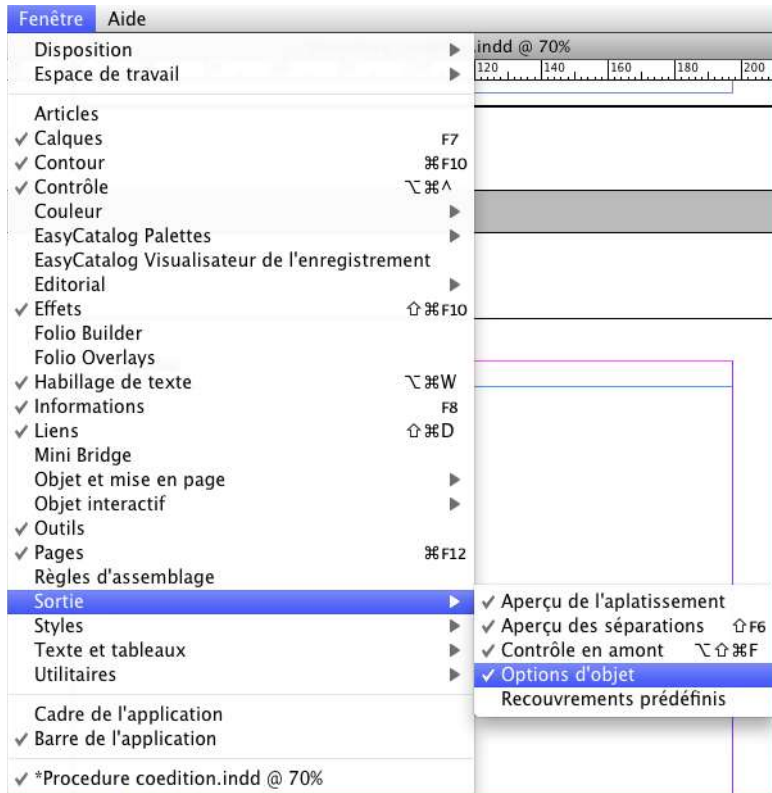 Fenêtre Aide
.indd @ 70%
120 140 160 180 200
Disposition
Espace de travail
Articles
✓ Calques F7
✓ Contour ⌘F10
✓ Contrôle ⌥⌘^
Couleur
EasyCatalog Palettes
EasyCatalog Visualisateur de l'enregistrement
Editorial
✓ Effets ⇧⌘F10
Folio Builder
Folio Overlays
✓ Habillage de texte ⌥⌘W
✓ Informations F8
✓ Liens ⇧⌘D
Mini Bridge
Objet et mise en page
Objet interactif
✓ Outils
✓ Pages ⌘F12
Règles d'assemblage
Sortie
Styles
Texte et tableaux
Utilitaires
Cadre de l'application
✓ Barre de l'application
✓ *Procedure coedition.indd @ 70%
✓ Aperçu de l'aplatissement
✓ Aperçu des séparations ⇧F6
✓ Contrôle en amont ⌥⇧⌘F
✓ Options d'objet
Recouvrements prédéfinis